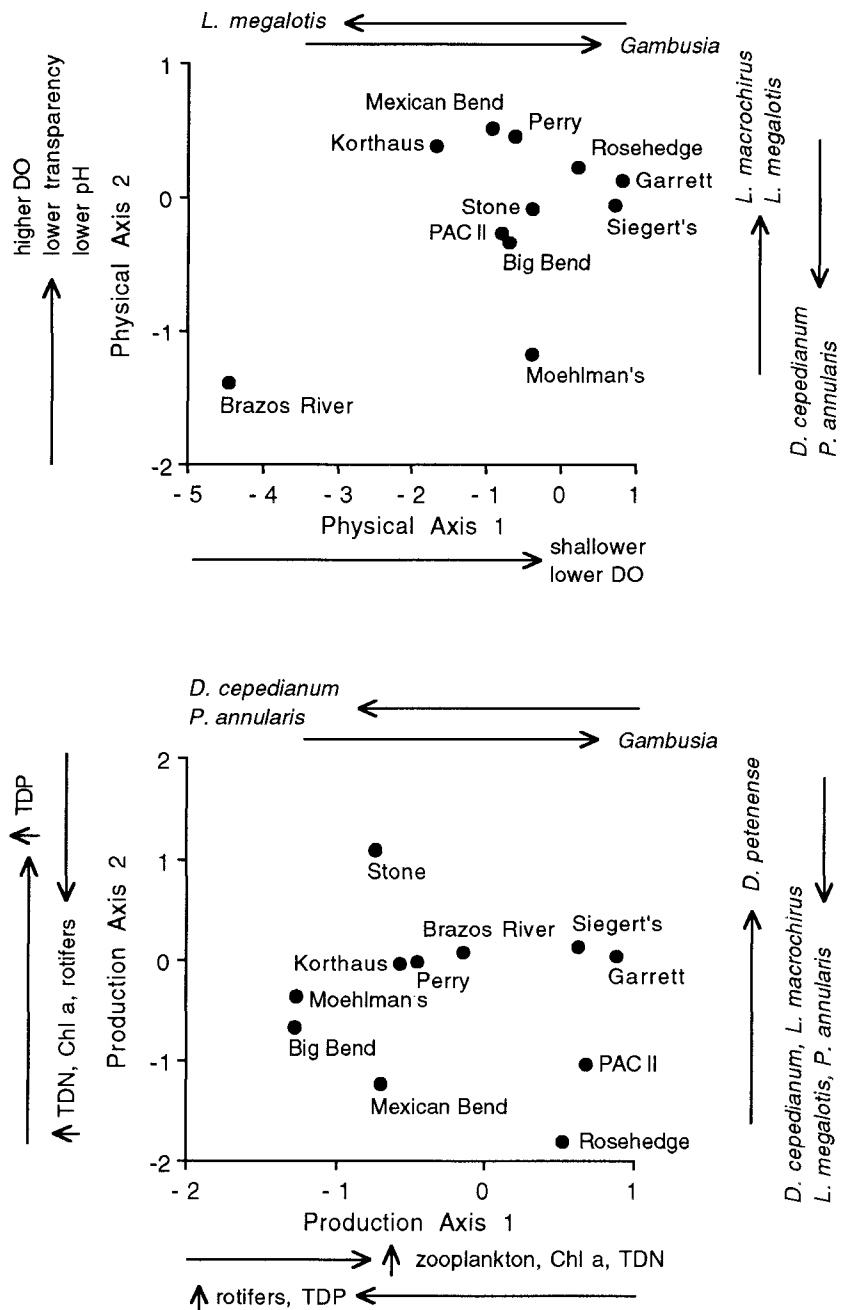 L. megalotis
Gambusia
higher DO
lower transparency
lower pH
Physical Axis 2
1
0
-1
-2
Mexican Bend
Perry
Korthaus
Rosehedge
Garrett
Stone
Siegert's
PAC II
Big Bend
Moehlman's
Brazos River
L. macrochirus
L. megalotis
D. cepedianum
P. annularis
-5 -4 -3 -2 -1 0 1
Physical Axis 1
shallower
lower DO
D. cepedianum
P. annularis
Gambusia
TDP
TDN, Chl a, rotifers
Production Axis 2
2
1
0
-1
-2
Stone
Brazos River
Siegert's
Korthaus
Perry
Garrett
Moehlman's
Big Bend
PAC II
Mexican Bend
Rosehedge
D. petenense
D. cepedianum, L. macrochirus
L. megalotis, P. annularis
-2 -1 0 1
Production Axis 1
zooplankton, Chl a, TDN
rotifers, TDP